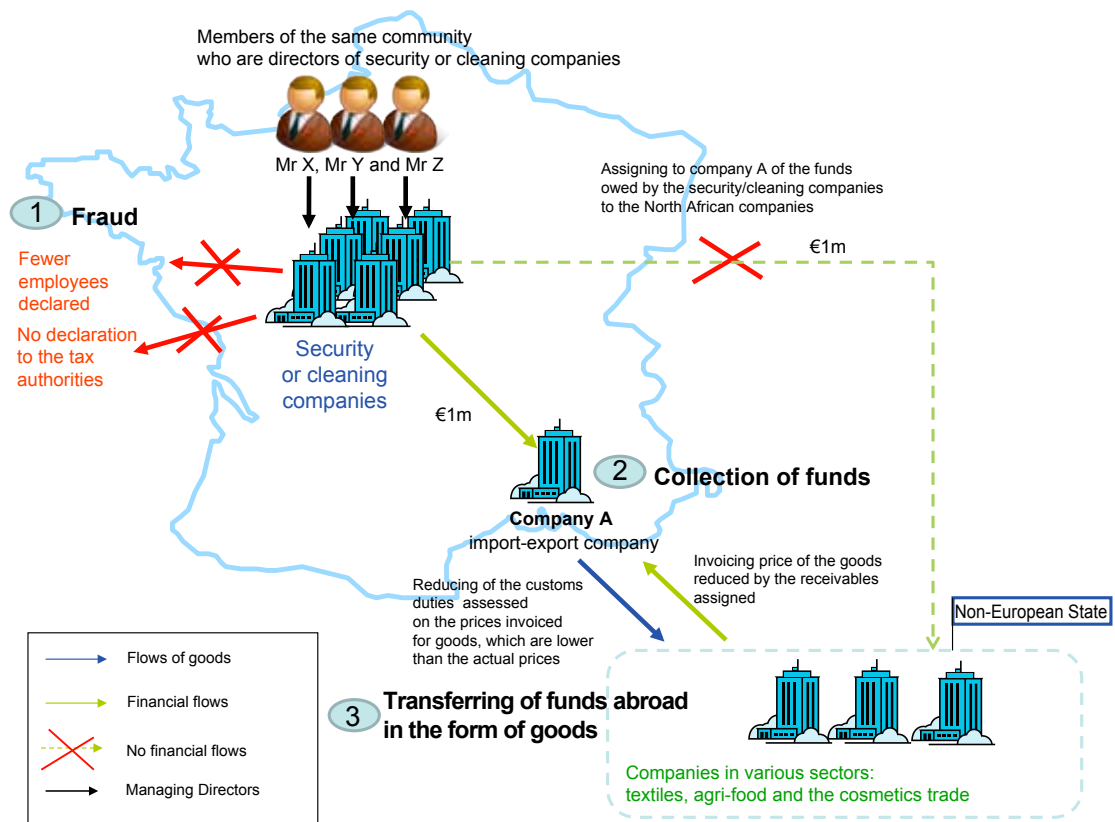 Members of the same community
who are directors of security or cleaning companies
Mr X, Mr Y and Mr Z
Assigning to company A of the funds
owed by the security/cleaning companies
to the North African companies
€1m
1 Fraud
Fewer
employees
declared
No declaration
to the tax
authorities
Security
or cleaning
companies
€1m
2 Collection of funds
Company A
import-export company
Invoicing price of the goods
reduced by the receivables
assigned
Reducing of the customs
duties assessed
on the prices invoiced
for goods, which are lower
than the actual prices
Non-European State
3 Transferring of funds abroad
in the form of goods
Companies in various sectors:
textiles, agri-food and the cosmetics trade
Flows of goods
Financial flows
No financial flows
Managing Directors